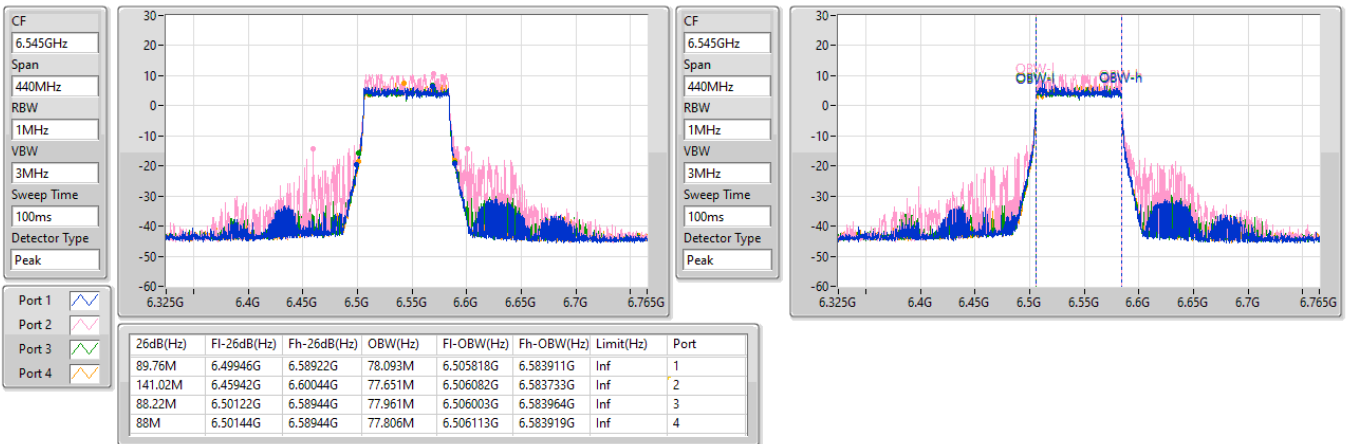 CF
6.545GHz
Span
440MHz
RBW
1MHz
VBW
3MHz
Sweep Time
100ms
Detector Type
Peak
30
20
10
0
-10
-20
-30
-40
-50
-60
6.325G 6.4G 6.45G 6.5G 6.55G 6.6G 6.65G 6.7G 6.765G
CF
6.545GHz
Span
440MHz
RBW
1MHz
VBW
3MHz
Sweep Time
100ms
Detector Type
Peak
30
20
10
0
-10
-20
-30
-40
-50
-60
OBW-l OBW-h
6.325G 6.4G 6.45G 6.5G 6.55G 6.6G 6.65G 6.7G 6.765G
Port 1
Port 2
Port 3
Port 4
26dB(Hz) Fl-26dB(Hz) Fh-26dB(Hz) OBW(Hz) Fl-OBW(Hz) Fh-OBW(Hz) Limit(Hz) Port
89.76M 6.49946G 6.58922G 78.093M 6.505818G 6.583911G Inf 1
141.02M 6.45942G 6.60044G 77.651M 6.506082G 6.583733G Inf 2
88.22M 6.50122G 6.58944G 77.961M 6.506003G 6.583964G Inf 3
88M 6.50144G 6.58944G 77.806M 6.506113G 6.583919G Inf 4